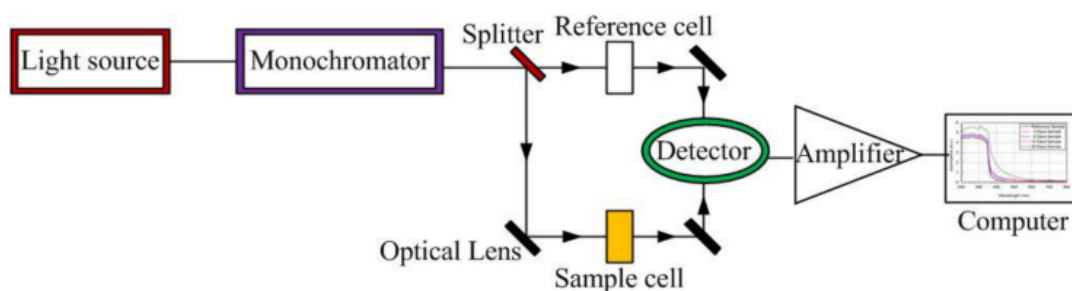 Splitter
Reference cell
Light source
Monochromator
Detector
Amplifier
Computer
Optical Lens
Sample cell